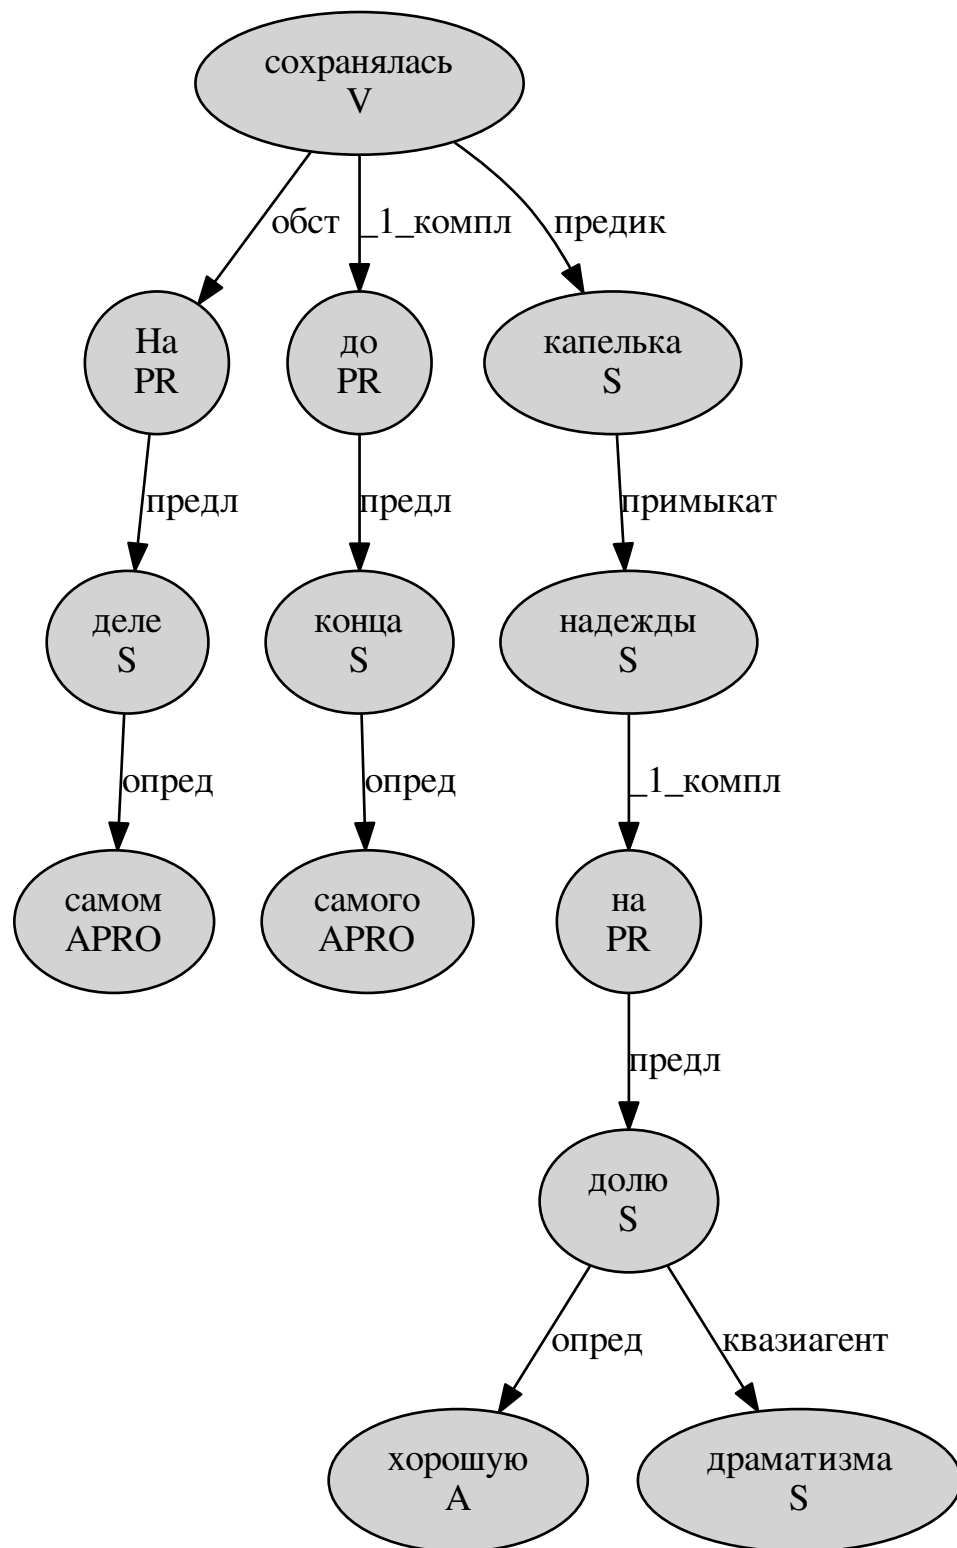 сохранялась
V
обст
_1_компл
предик
На
PR
до
PR
капелька
S
предл
предл
примыкат
деле
S
конца
S
надежды
S
опред
опред
_1_компл
самом
APRO
самого
APRO
на
PR
предл
долю
S
опред
квазиагент
хорошую
A
драматизма
S